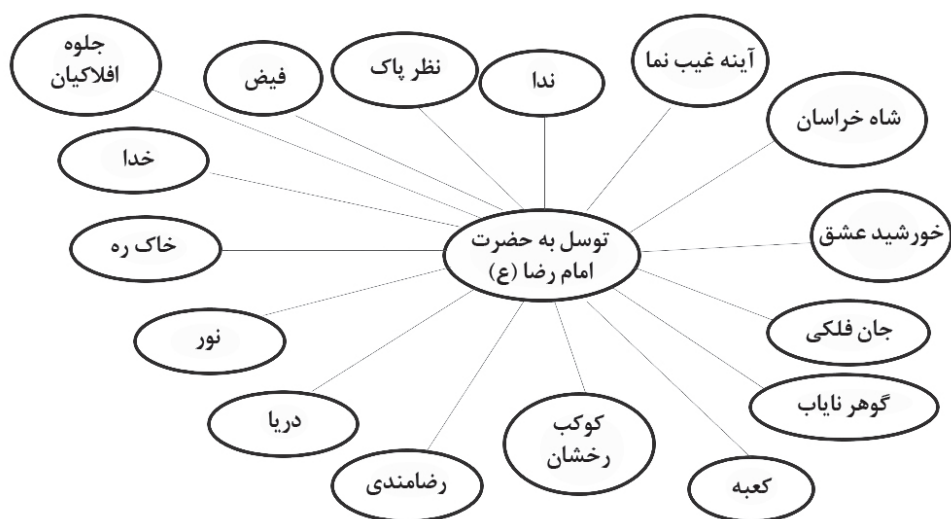 آینه غیب نما
ندا
نظر پاک
فیض
جلوه
افلاکیان
شاه خراسان
خدا
خورشید عشق
توسل به حضرت
امام رضا (ع)
خاک ره
جان فلکی
نور
گوهر نایاب
دریا
کوکب
رخشان
رضامندی
کعبه